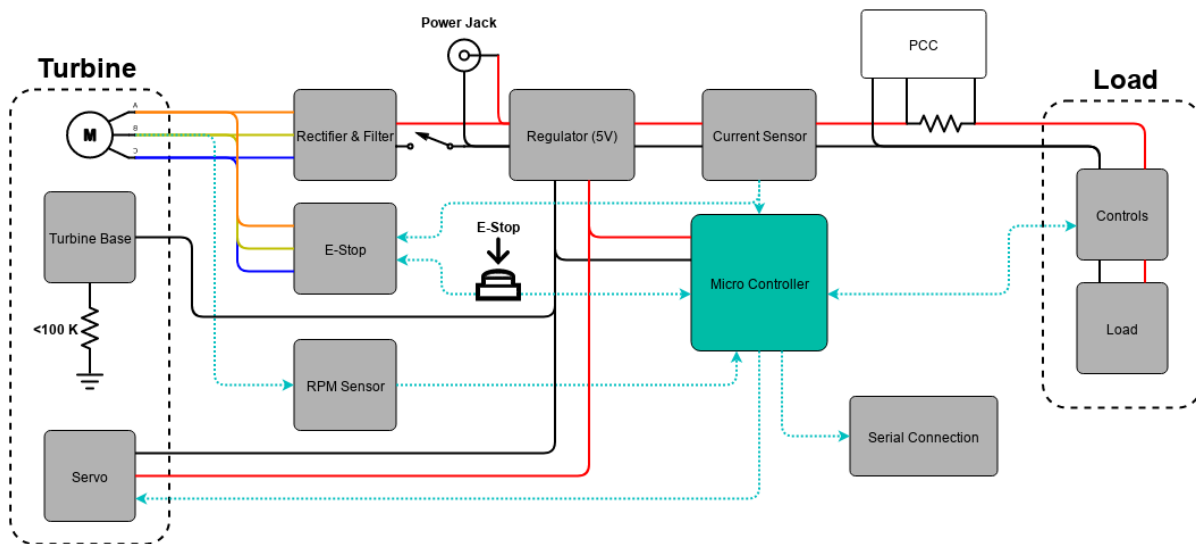 Power Jack
PCC
Turbine
Load
A
M
B
C
Rectifier & Filter
Regulator (5V)
Current Sensor
Turbine Base
E-Stop
E-Stop
Controls
Micro Controller
<100 K
Load
RPM Sensor
Servo
Serial Connection